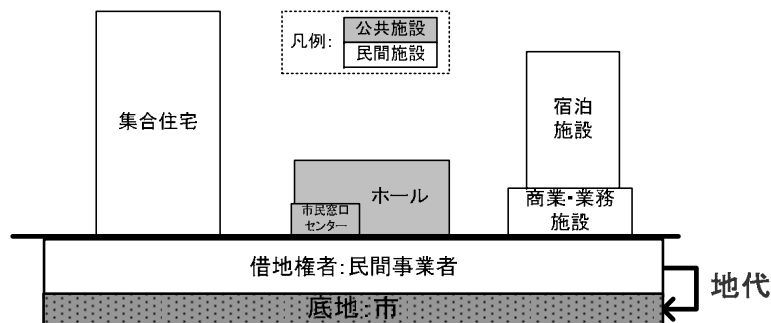 凡例:
公共施設
民間施設
集合住宅
宿泊
施設
ホール
市民窓口
センター
商業・業務
施設
借地権者:民間事業者
地代
底地:市